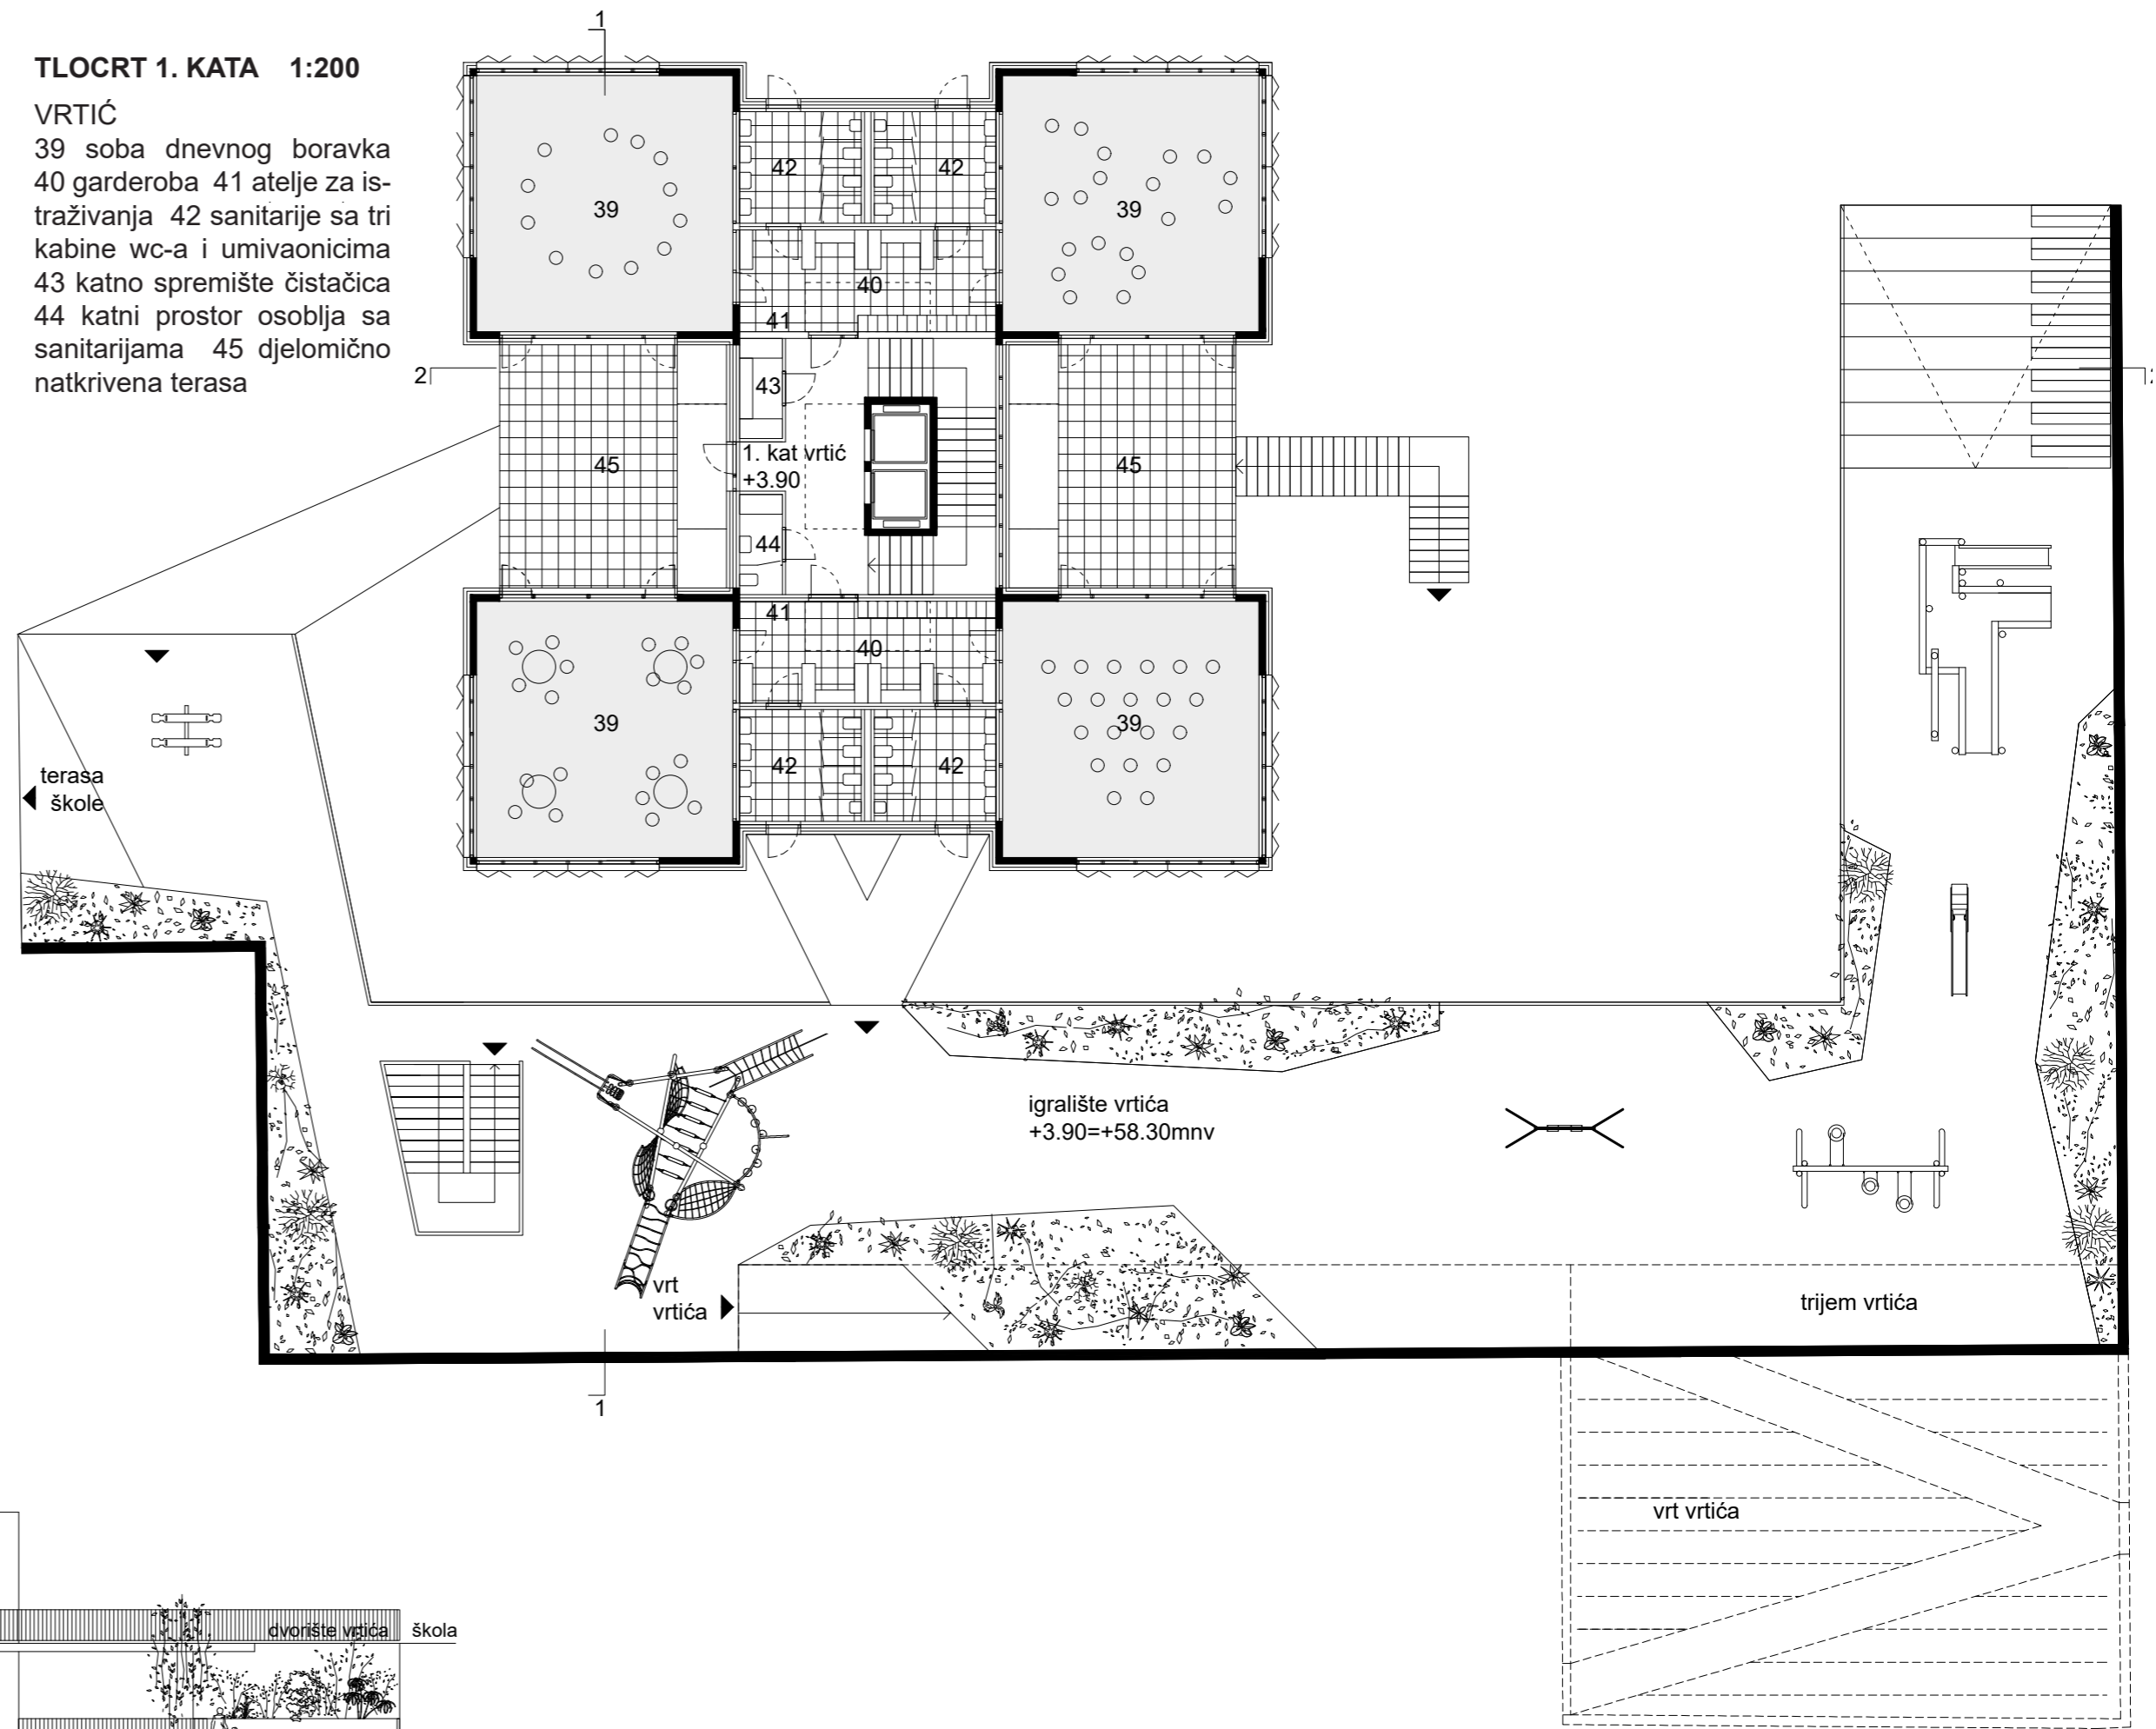 1
TLOCRT 1. KATA 1:200
VRTIĆ
39 soba dnevnog boravka
40 garderoba 41 atelje za is-
traživanja 42 sanitarije sa tri
kabine wc-a i umivaonicima
43 katno spremište čistačica
44 katni prostor osoblja sa
sanitarijama 45 djelomično
natkrivena terasa
42
42
39
39
40
41
2
43
1. kat vrtić
+3.90
45
45
44
41
40
39
39
42
42
terasa
škole
igralište vrtića
+3.90=+58.30mnv
vrt
vrtića
trijem vrtića
1
vrt vrtića
dvorište vrtića
škola